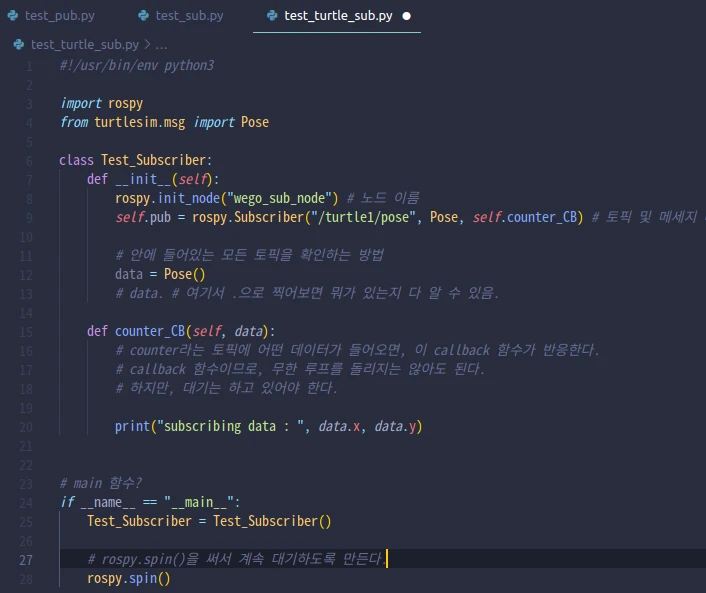 test_pub.py test_sub.py test_turtle_sub.py
test_turtle_sub.py > ...
1 #!/usr/bin/env python3
2
3 import rospy
4 from turtlesim.msg import Pose
5
6 class Test_Subscriber:
7 def __init__(self):
8 rospy.init_node("wego_sub_node") # 노드 이름
9 self.pub = rospy.Subscriber("/turtle1/pose", Pose, self.counter_CB) # 토픽 및 메세지
10
11 # 안에 들어있는 모든 토픽을 확인하는 방법
12 data = Pose()
13 # data. # 여기서 .으로 찍어보면 뭐가 있는지 다 알 수 있음.
14
15 def counter_CB(self, data):
16 # counter라는 토픽에 어떤 데이터가 들어오면, 이 callback 함수가 반응한다.
17 # callback 함수이므로, 무한 루프를 돌리지는 않아도 된다.
18 # 하지만, 대기는 하고 있어야 한다.
19
20 print("subscribing data : ", data.x, data.y)
21
22
23 # main 함수?
24 if __name__ == "__main__":
25 Test_Subscriber = Test_Subscriber()
26
27 # rospy.spin()을 써서 계속 대기하도록 만든다.
28 rospy.spin()